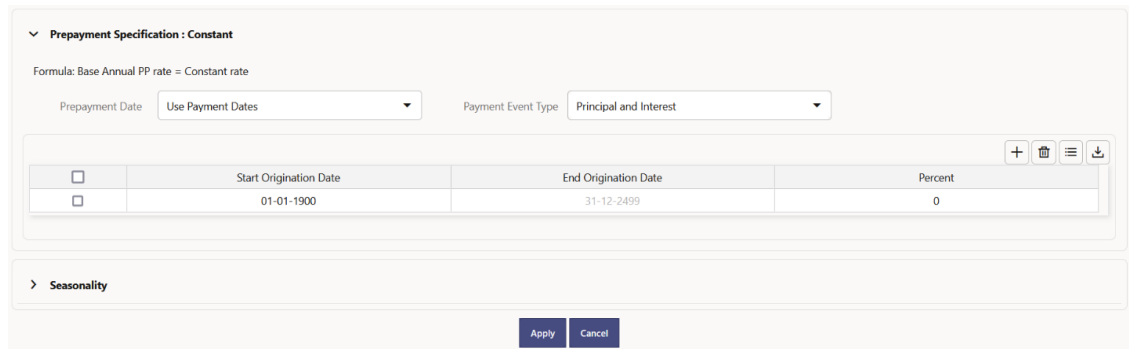 Prepayment Specification : Constant
Formula: Base Annual PP rate = Constant rate
Prepayment Date Use Payment Dates Payment Event Type Principal and Interest
Start Origination Date End Origination Date Percent
01-01-1900 31-12-2499 0
Seasonality
Apply Cancel